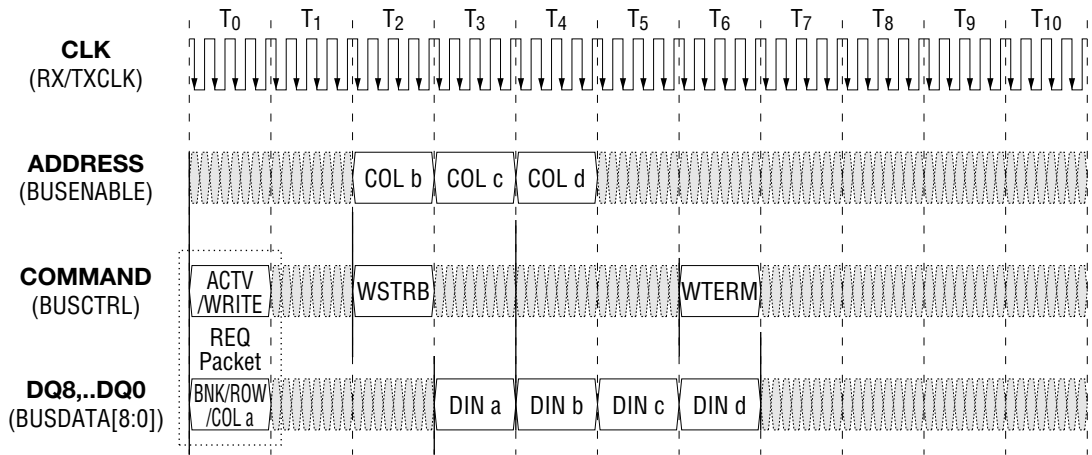 T0 T1 T2 T3 T4 T5 T6 T7 T8 T9 T10
CLK
(RX/TXCLK)
ADDRESS
(BUSENABLE)
COL b COL c COL d
COMMAND
(BUSCTRL)
ACTV
/WRITE
WSTRB WTERM
REQ
Packet
DQ8,..DQ0
(BUSDATA[8:0])
BNK/ROW
/COL a
DIN a DIN b DIN c DIN d